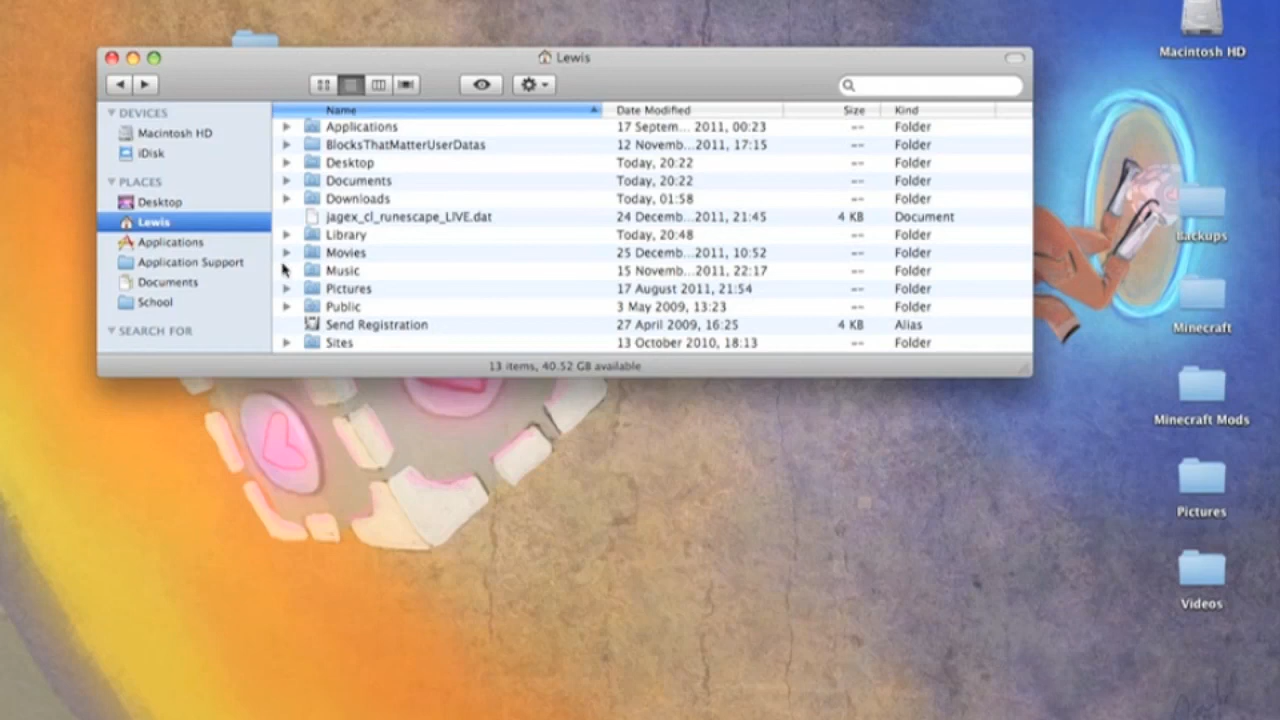 Lewis
Macintosh HD
DEVICES
Macintosh HD
iDisk
PLACES
Desktop
Lewis
Applications
Application Support
Documents
School
SEARCH FOR
Name Date Modified Size Kind
Applications 17 Septem... 2011, 00:23 -- Folder
BlocksThatMatterUserDatas 12 Novemb...2011, 17:15 -- Folder
Desktop Today, 20:22 -- Folder
Documents Today, 20:22 -- Folder
Downloads Today, 01:58 -- Folder
jagex_cl_runescape_LIVE.dat 24 Decemb...2011, 21:45 4 KB Document
Library Today, 20:48 -- Folder
Movies 25 Decemb...2011, 10:52 -- Folder
Music 15 Novemb...2011, 22:17 -- Folder
Pictures 17 August 2011, 21:54 -- Folder
Public 3 May 2009, 13:23 -- Folder
Send Registration 27 April 2009, 16:25 4 KB Alias
Sites 13 October 2010, 18:13 -- Folder
13 items, 40.52 GB available
Backups
Minecraft
Minecraft Mods
Pictures
Videos